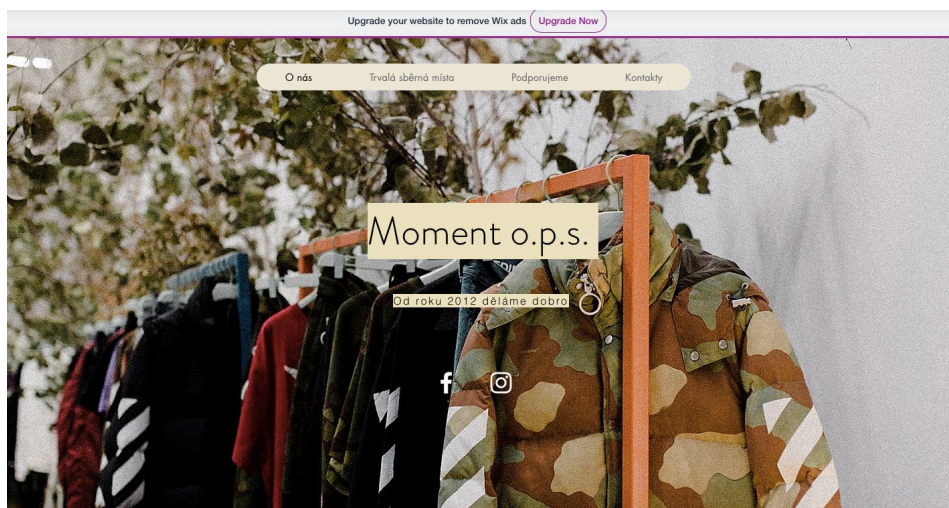 Upgrade your website to remove Wix ads Upgrade Now
O nás Trvalá sběrná místa Podporujeme Kontakty
Moment o.p.s.
Od roku 2012 děláme dobro